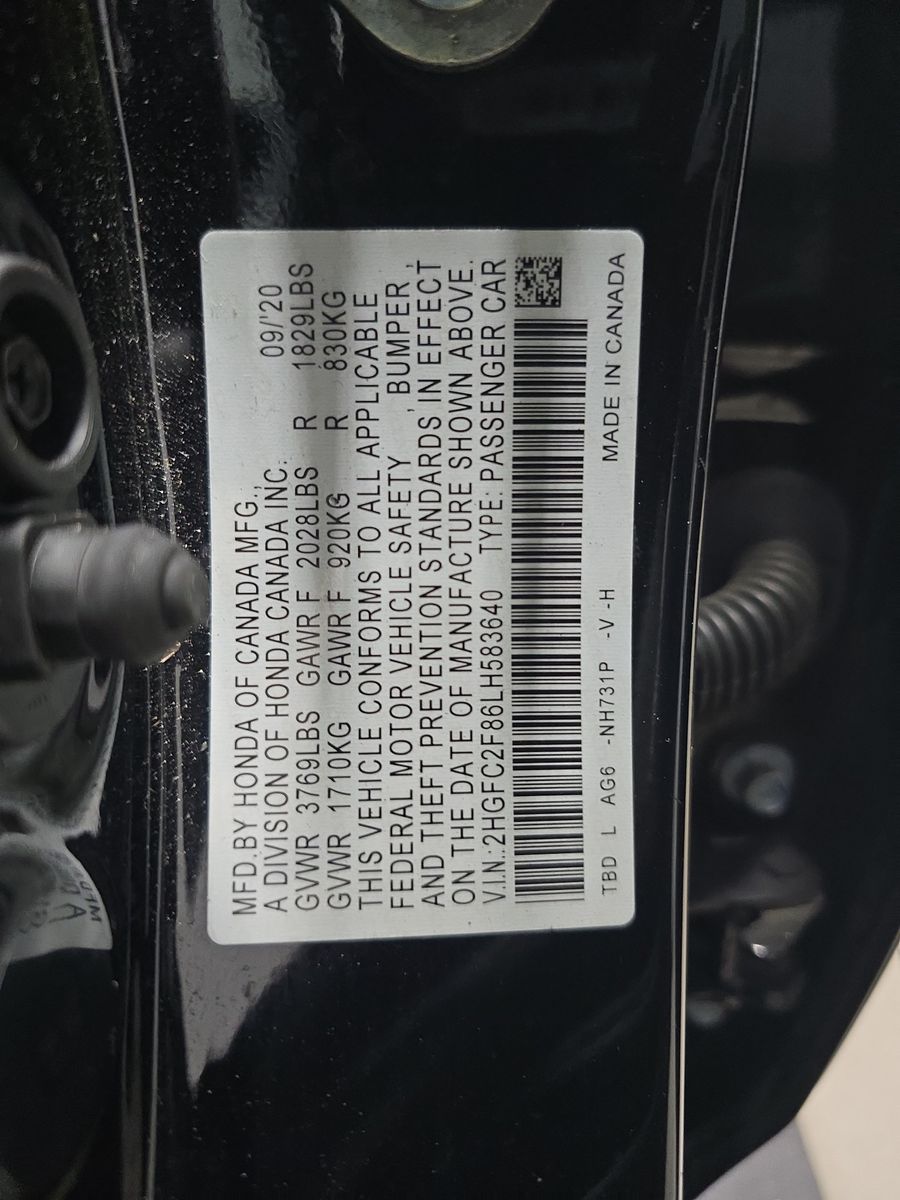 MFD.BY HONDA OF CANADA MFG., 09/'20
A DIVISION OF HONDA CANADA INC.
GVWR 3769LBS GAWR F 2028LBS R 1829LBS
GVWR 1710KG GAWR F 920KG R 830KG
THIS VEHICLE CONFORMS TO ALL APPLICABLE
FEDERAL MOTOR VEHICLE SAFETY , BUMPER ,
AND THEFT PREVENTION STANDARDS IN EFFECT
ON THE DATE OF MANUFACTURE SHOWN ABOVE.
V.I.N.:2HGFC2F86LH583640 TYPE: PASSENGER CAR
TBD L AG6 -NH731P -V -H MADE IN CANADA